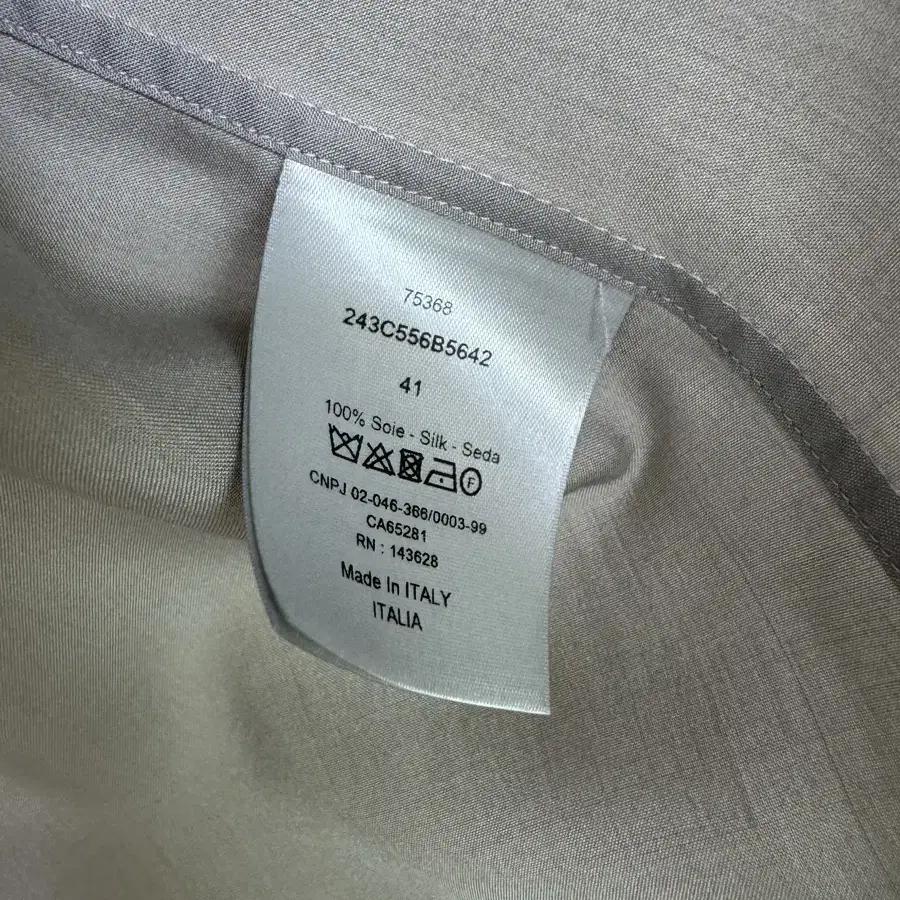 75368
243C556B5642
41
100% Soie - Silk - Seda
F
CNPJ 02-046-366/0003-99
CA65281
RN : 143628
Made In ITALY
ITALIA